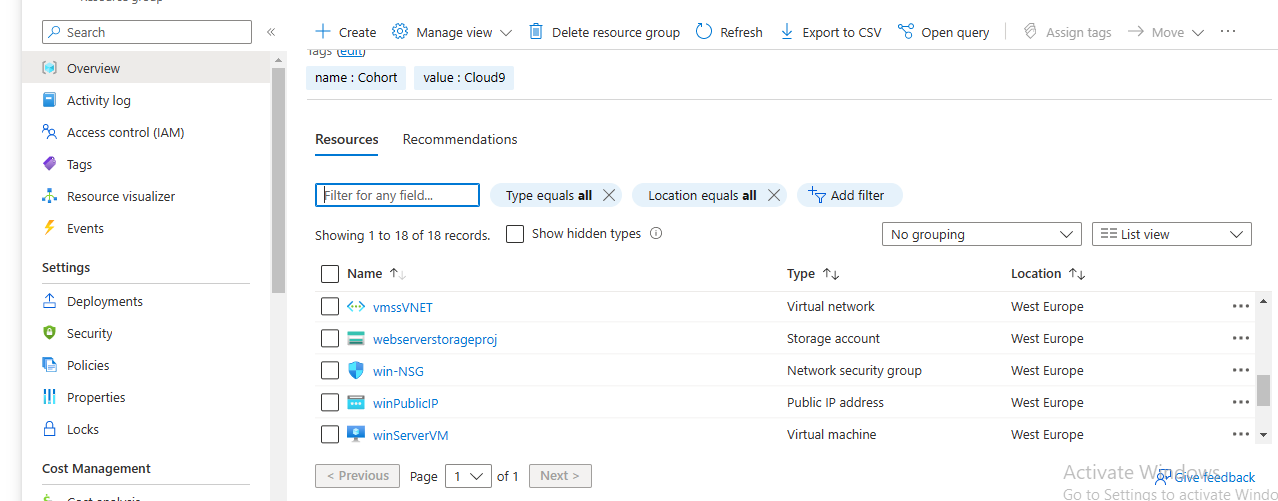 Resource group
Search
«
Create
Manage view
Delete resource group
Refresh
Export to CSV
Open query
Assign tags
Move
Overview
Activity log
Access control (IAM)
Tags
Resource visualizer
Events
Settings
Deployments
Security
Policies
Properties
Locks
Cost Management
Cost analysis
Tags (edit)
name : Cohort
value : Cloud9
Resources
Recommendations
Filter for any field...
Type equals all
Location equals all
Add filter
Showing 1 to 18 of 18 records.
Show hidden types
No grouping
List view
Name
Type
Location
vmssVNET
Virtual network
West Europe
webserverstorageproj
Storage account
West Europe
win-NSG
Network security group
West Europe
winPublicIP
Public IP address
West Europe
winServerVM
Virtual machine
West Europe
< Previous
Page
1
of 1
Next >
Give feedback
Activate Windows
Go to Settings to activate Windo